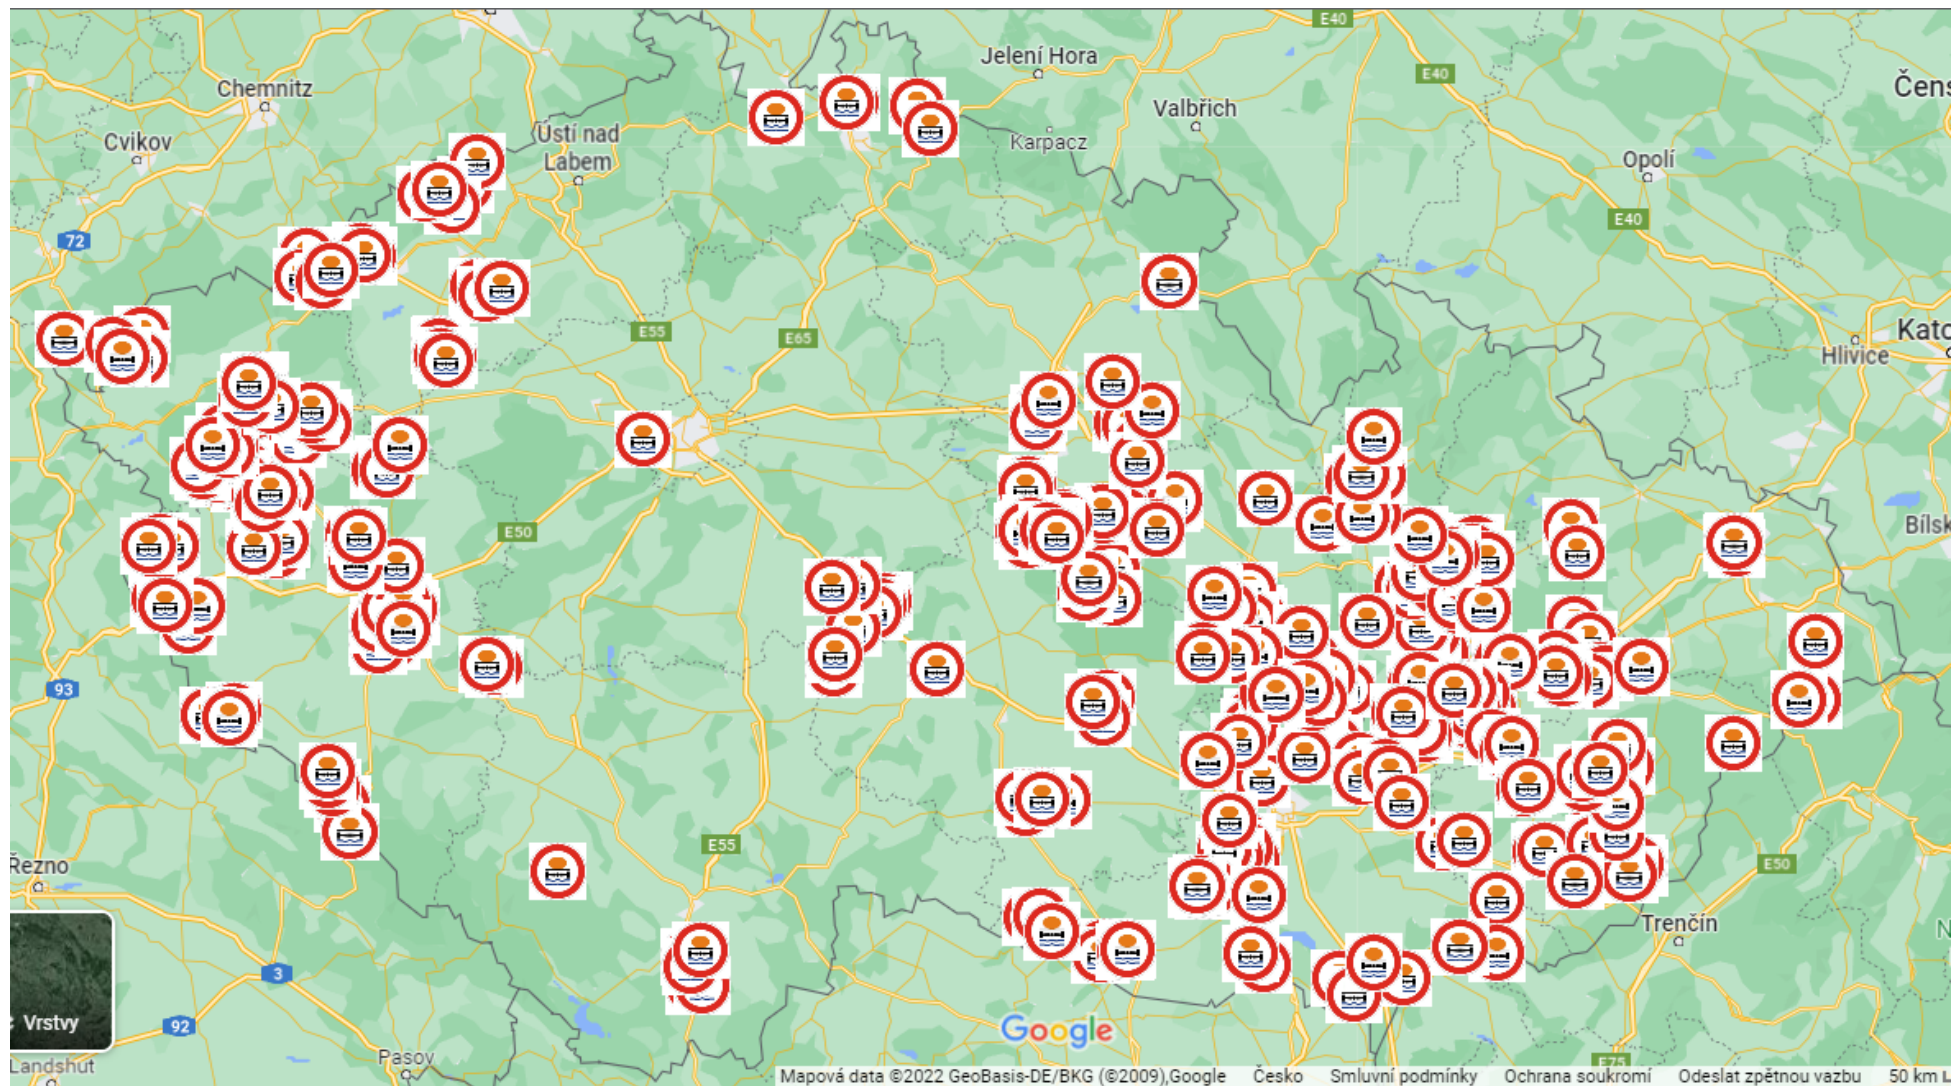 E40
Jelení Hora
E40
Čens
Chemnitz
Valbřich
Cvikov
Ústí nad
Labem
Karpacz
Opolí
E40
72
E55
E65
Kato
Hlivice
E50
Bílsk
93
E55
E50
Řezno
Trenčín
N
3
Vrstvy
92
Google
Pasov
E75
Landshut
Mapová data ©2022 GeoBasis-DE/BKG (©2009),Google Česko Smluvní podmínky Ochrana soukromí Odeslat zpětnou vazbu 50 km